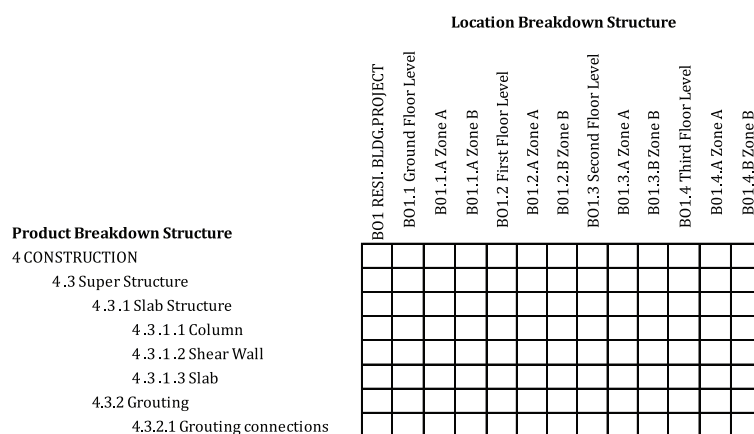 Location Breakdown Structure
BO1 RESI. BLDG.PROJECT
BO1.1 Ground Floor Level
BO1.1.A Zone A
BO1.1.A Zone B
BO1.2 First Floor Level
BO1.2.A Zone A
BO1.2.B Zone B
BO1.3 Second Floor Level
BO1.3.A Zone A
BO1.3.B Zone B
BO1.4 Third Floor Level
BO1.4.A Zone A
BO1.4.B Zone B
Product Breakdown Structure
4 CONSTRUCTION
4.3 Super Structure
4.3.1 Slab Structure
4.3.1.1 Column
4.3.1.2 Shear Wall
4.3.1.3 Slab
4.3.2 Grouting
4.3.2.1 Grouting connections